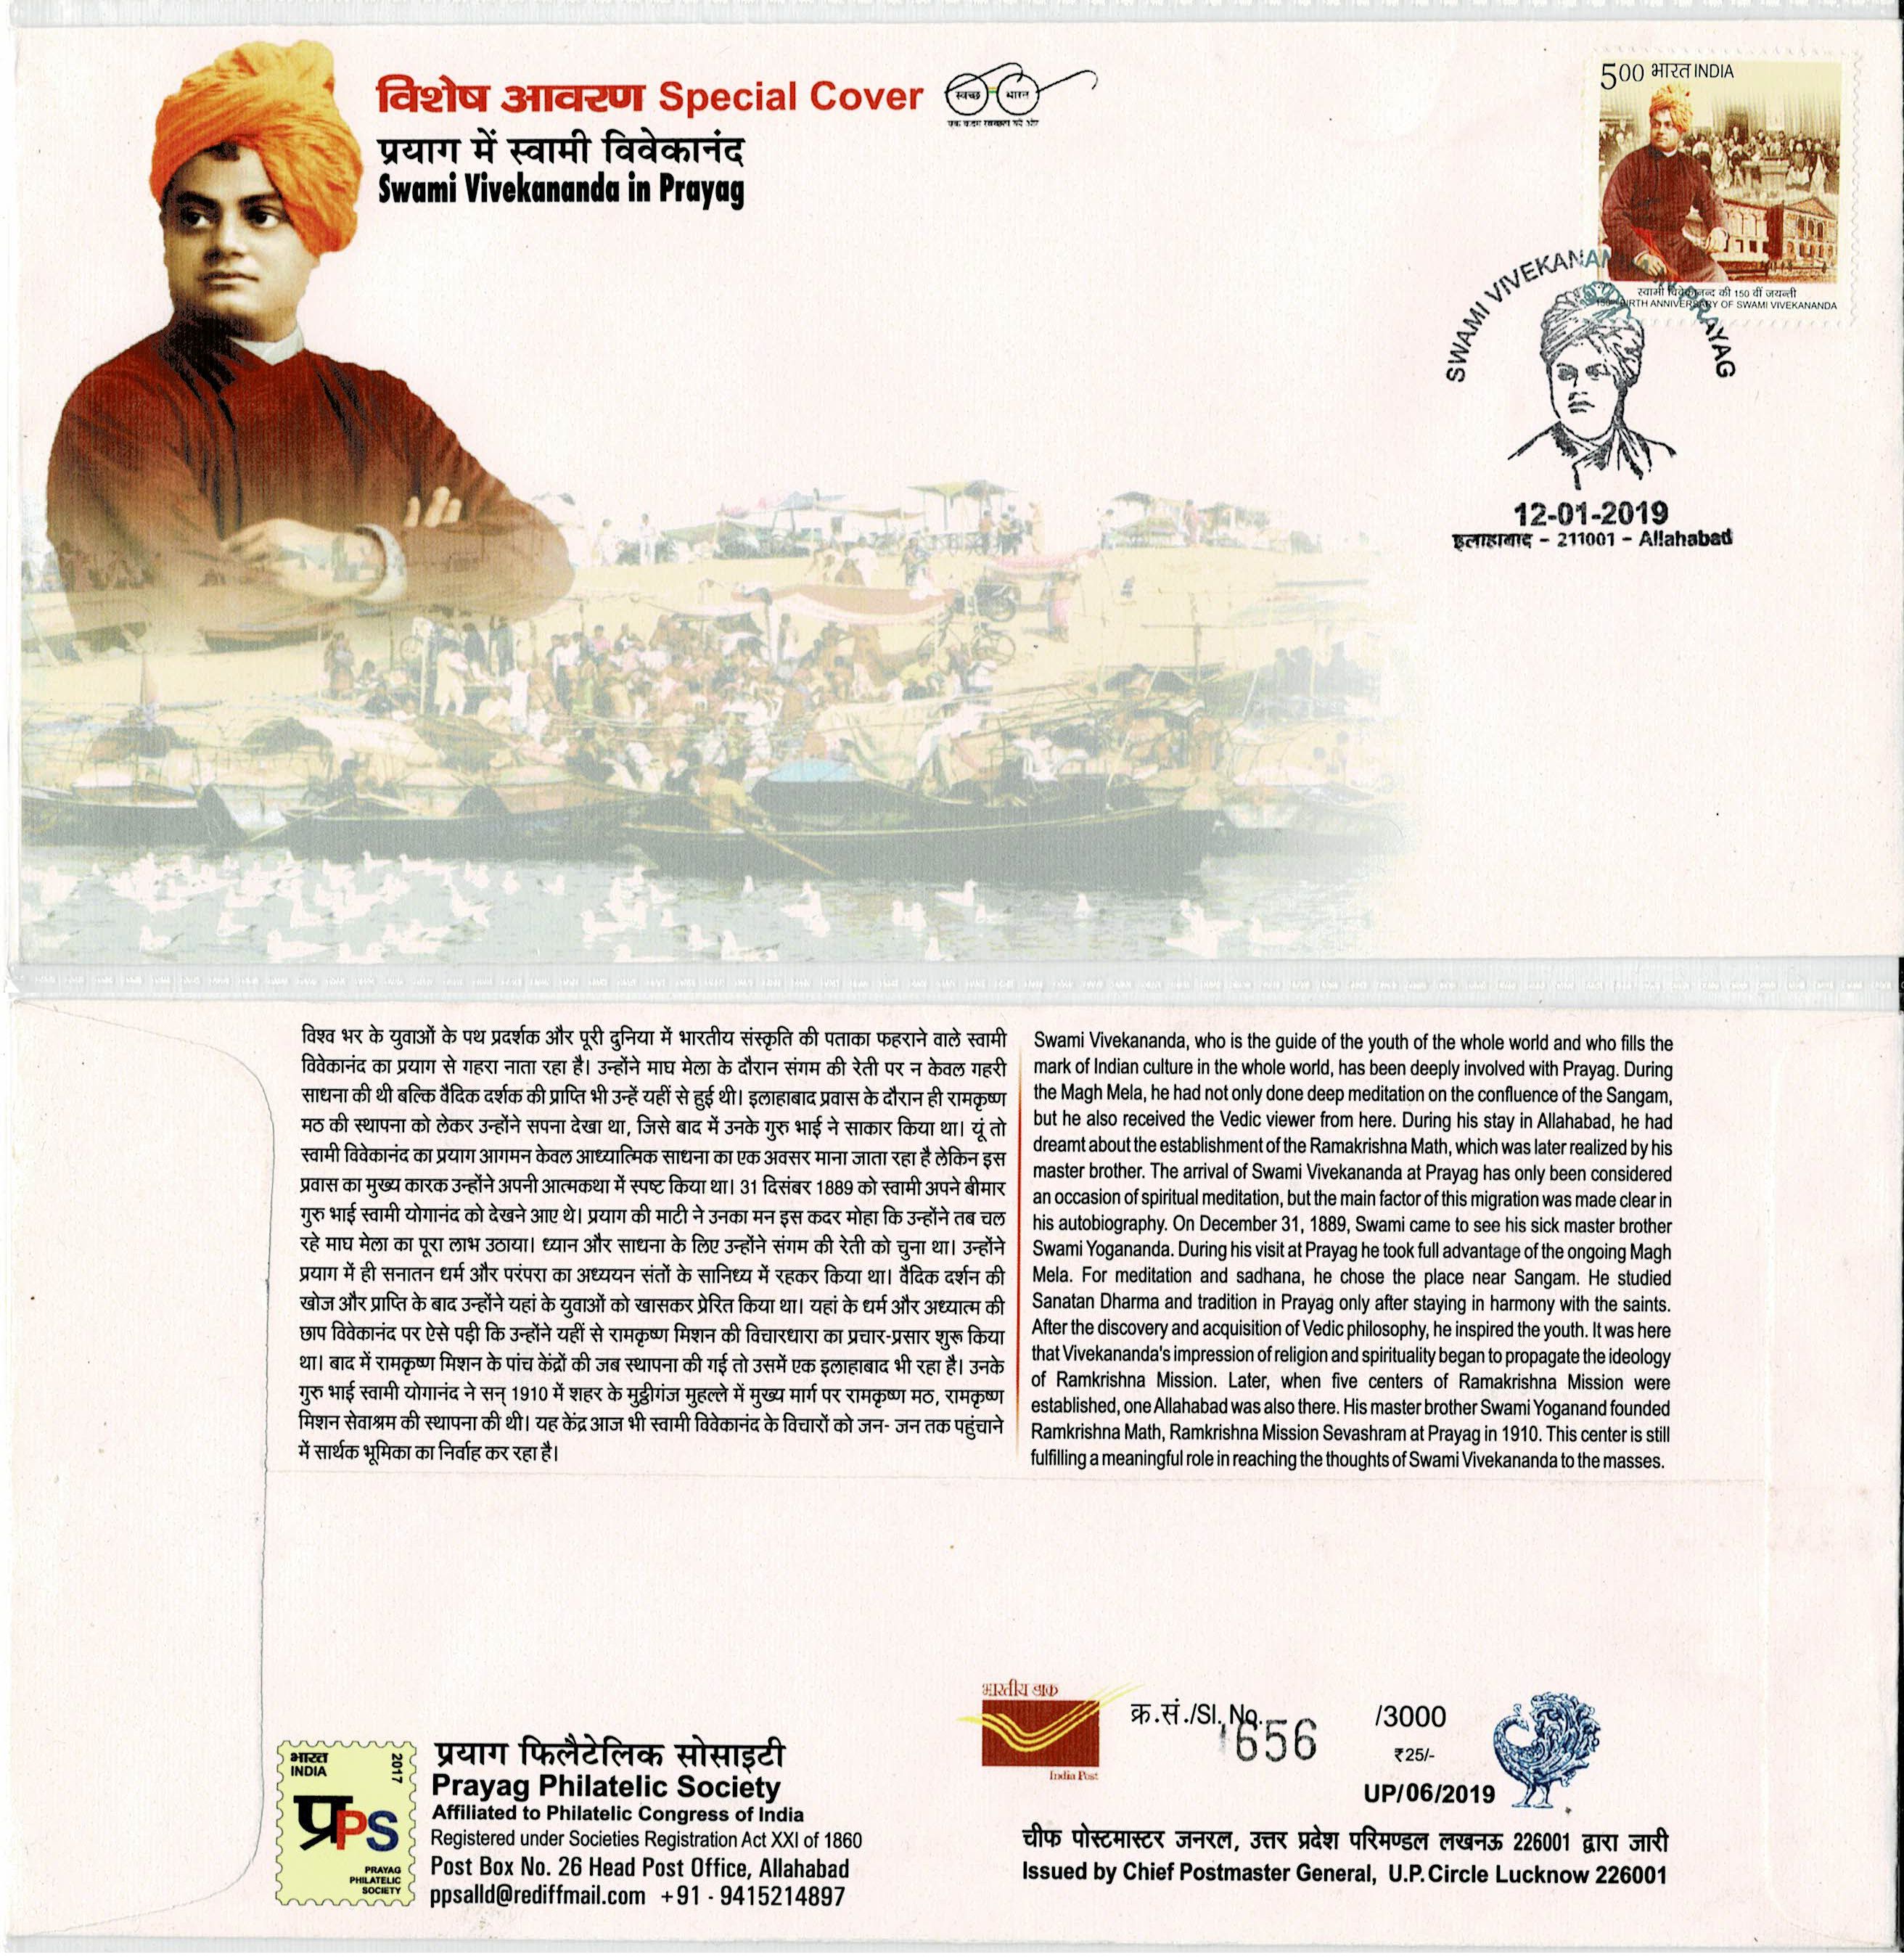 विशेष आवरण Special Cover
स्वच्छ भारत
एक कदम स्वच्छता की ओर
प्रयाग में स्वामी विवेकानंद
Swami Vivekananda in Prayag
500 भारत INDIA
स्वामी विवेकानन्द की 150 वीं जयन्ती
150th BIRTH ANNIVERSARY OF SWAMI VIVEKANANDA
SWAMI VIVEKANANDA IN PRAYAG
12-01-2019
इलाहाबाद - 211001 - Allahabad
विश्व भर के युवाओं के पथ प्रदर्शक और पूरी दुनिया में भारतीय संस्कृति की पताका फहराने वाले स्वामी
विवेकानंद का प्रयाग से गहरा नाता रहा है। उन्होंने माघ मेला के दौरान संगम की रेती पर न केवल गहरी
साधना की थी बल्कि वैदिक दर्शक की प्राप्ति भी उन्हें यहीं से हुई थी। इलाहाबाद प्रवास के दौरान ही रामकृष्ण
मठ की स्थापना को लेकर उन्होंने सपना देखा था, जिसे बाद में उनके गुरु भाई ने साकार किया था। यूं तो
स्वामी विवेकानंद का प्रयाग आगमन केवल आध्यात्मिक साधना का एक अवसर माना जाता रहा है लेकिन इस
प्रवास का मुख्य कारक उन्होंने अपनी आत्मकथा में स्पष्ट किया था। 31 दिसंबर 1889 को स्वामी अपने बीमार
गुरु भाई स्वामी योगानंद को देखने आए थे। प्रयाग की माटी ने उनका मन इस कदर मोहा कि उन्होंने तब चल
रहे माघ मेला का पूरा लाभ उठाया। ध्यान और साधना के लिए उन्होंने संगम की रेती को चुना था। उन्होंने
प्रयाग में ही सनातन धर्म और परंपरा का अध्ययन संतों के सानिध्य में रहकर किया था। वैदिक दर्शन की
खोज और प्राप्ति के बाद उन्होंने यहां के युवाओं को खासकर प्रेरित किया था। यहां के धर्म और अध्यात्म की
छाप विवेकानंद पर ऐसे पड़ी कि उन्होंने यहीं से रामकृष्ण मिशन की विचारधारा का प्रचार-प्रसार शुरू किया
था। बाद में रामकृष्ण मिशन के पांच केंद्रों की जब स्थापना की गई तो उसमें एक इलाहाबाद भी रहा है। उनके
गुरु भाई स्वामी योगानंद ने सन् 1910 में शहर के मुट्ठीगंज मुहल्ले में मुख्य मार्ग पर रामकृष्ण मठ, रामकृष्ण
मिशन सेवाश्रम की स्थापना की थी। यह केंद्र आज भी स्वामी विवेकानंद के विचारों को जन- जन तक पहुंचाने
में सार्थक भूमिका का निर्वाह कर रहा है।
Swami Vivekananda, who is the guide of the youth of the whole world and who fills the
mark of Indian culture in the whole world, has been deeply involved with Prayag. During
the Magh Mela, he had not only done deep meditation on the confluence of the Sangam,
but he also received the Vedic viewer from here. During his stay in Allahabad, he had
dreamt about the establishment of the Ramakrishna Math, which was later realized by his
master brother. The arrival of Swami Vivekananda at Prayag has only been considered
an occasion of spiritual meditation, but the main factor of this migration was made clear in
his autobiography. On December 31, 1889, Swami came to see his sick master brother
Swami Yogananda. During his visit at Prayag he took full advantage of the ongoing Magh
Mela. For meditation and sadhana, he chose the place near Sangam. He studied
Sanatan Dharma and tradition in Prayag only after staying in harmony with the saints.
After the discovery and acquisition of Vedic philosophy, he inspired the youth. It was here
that Vivekananda's impression of religion and spirituality began to propagate the ideology
of Ramkrishna Mission. Later, when five centers of Ramakrishna Mission were
established, one Allahabad was also there. His master brother Swami Yoganand founded
Ramkrishna Math, Ramkrishna Mission Sevashram at Prayag in 1910. This center is still
fulfilling a meaningful role in reaching the thoughts of Swami Vivekananda to the masses.
भारत
INDIA
2017
प्रPS
PRAYAG
PHILATELIC
SOCIETY
प्रयाग फिलैटेलिक सोसाइटी
Prayag Philatelic Society
Affiliated to Philatelic Congress of India
Registered under Societies Registration Act XXI of 1860
Post Box No. 26 Head Post Office, Allahabad
ppsalld@rediffmail.com +91 - 9415214897
भारतीय डाक
India Post
क्र.सं./Sl. No. 1656 /3000
₹25/-
UP/06/2019
चीफ पोस्टमास्टर जनरल, उत्तर प्रदेश परिमण्डल लखनऊ 226001 द्वारा जारी
Issued by Chief Postmaster General, U.P. Circle Lucknow 226001